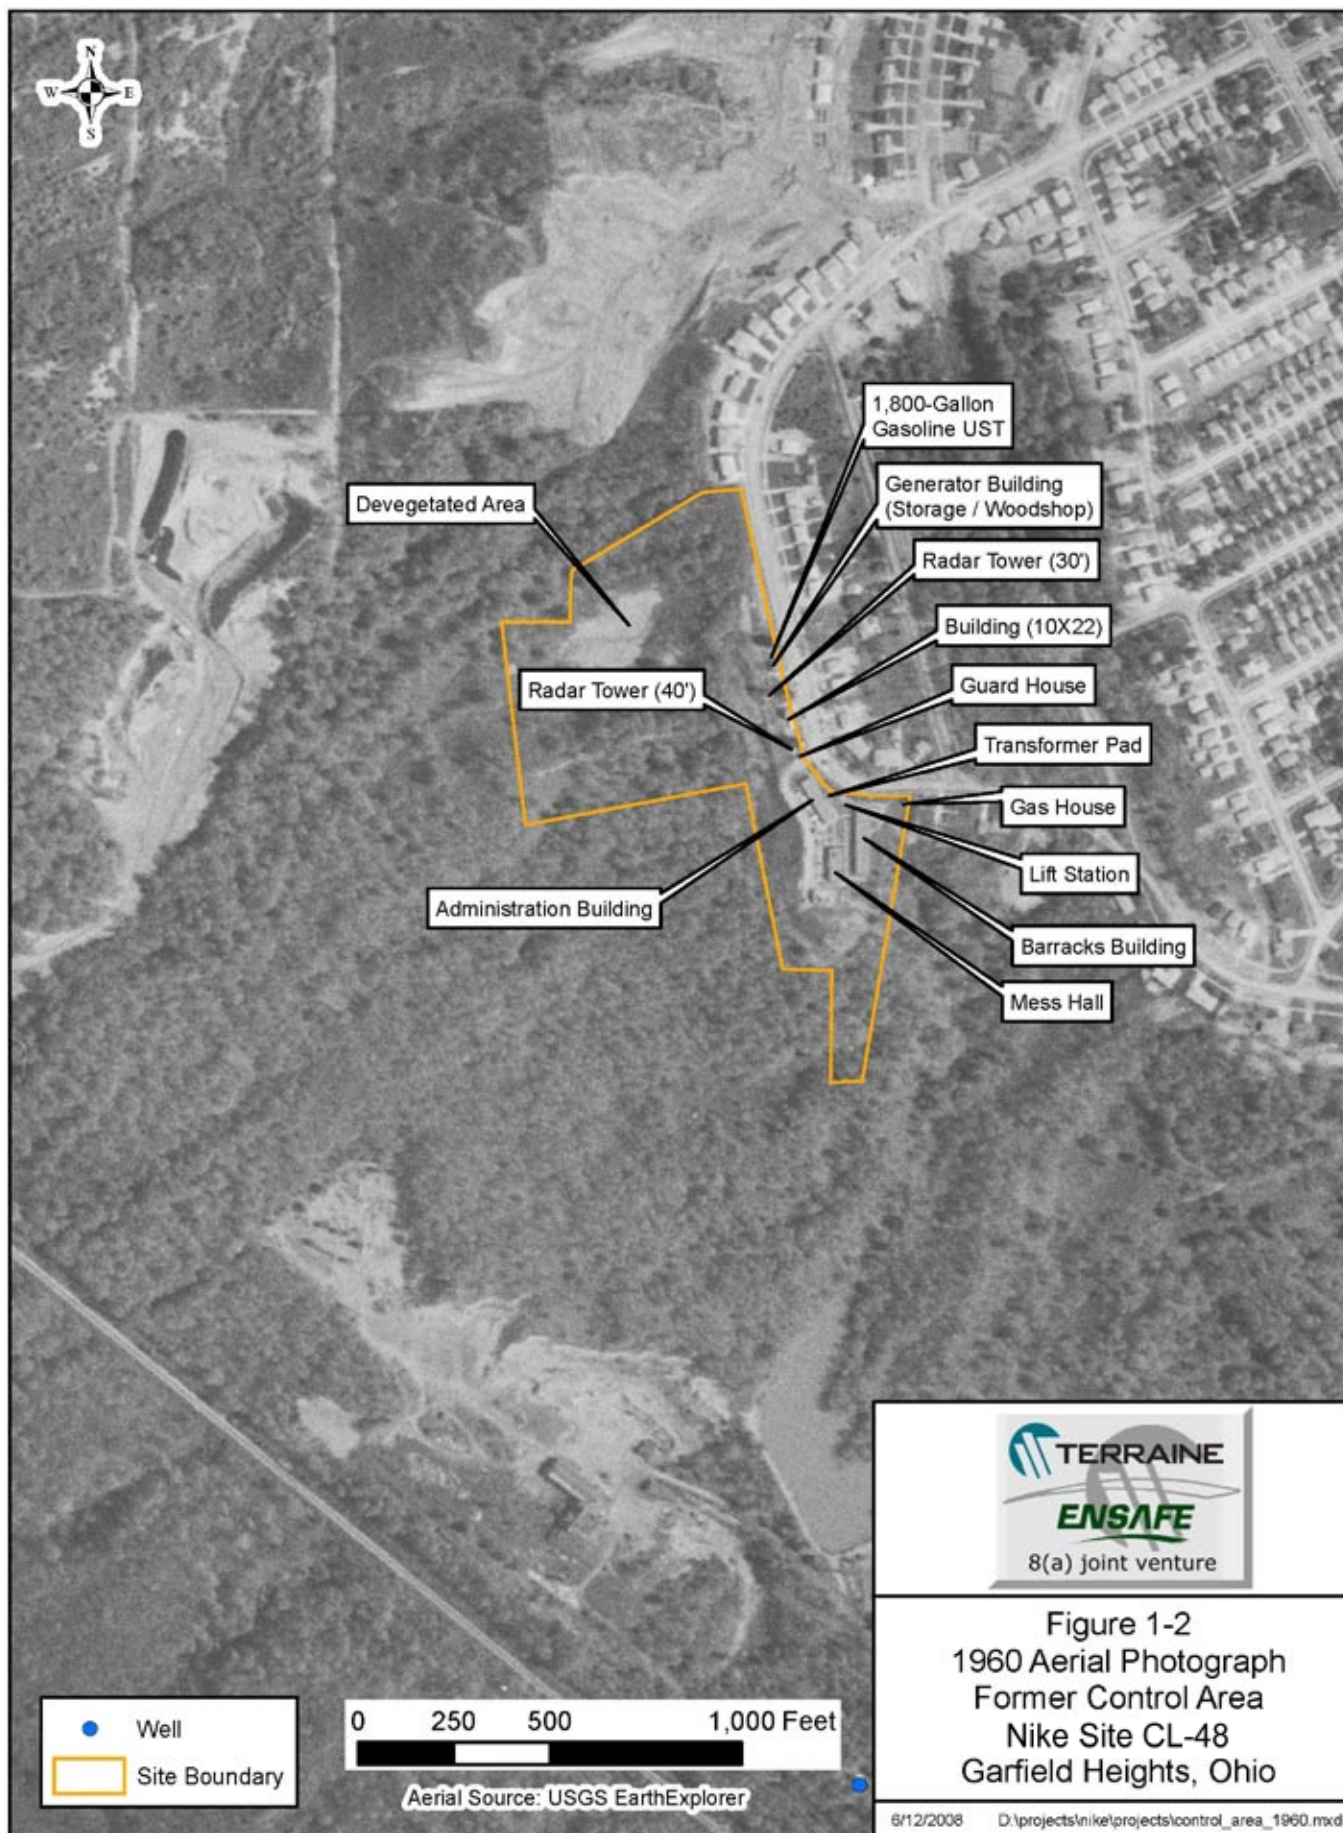 N
W E
S
1,800-Gallon
Gasoline UST
Generator Building
(Storage / Woodshop)
Devegetated Area
Radar Tower (30')
Building (10X22)
Radar Tower (40')
Guard House
Transformer Pad
Gas House
Lift Station
Administration Building
Barracks Building
Mess Hall
TERRAINE
ENSAFE
8(a) joint venture
Figure 1-2
1960 Aerial Photograph
Former Control Area
Nike Site CL-48
Garfield Heights, Ohio
Well
Site Boundary
0 250 500 1,000 Feet
Aerial Source: USGS EarthExplorer
6/12/2008 D:\projects\nike\projects\control_area_1960.mxd